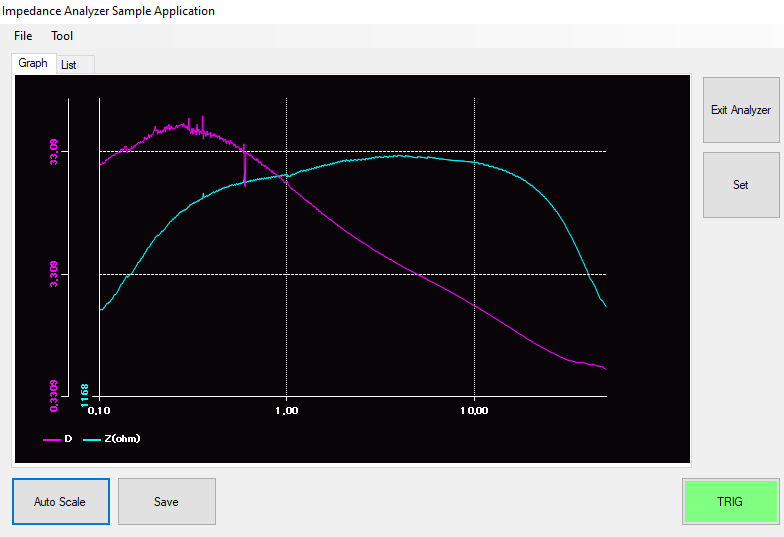 Impedance Analyzer Sample Application
File Tool
Graph List
Exit Analyzer
Set
33.09
3.309
0.3309
1168
0.10 1.00 10.00
D Z(ohm)
Auto Scale Save TRIG